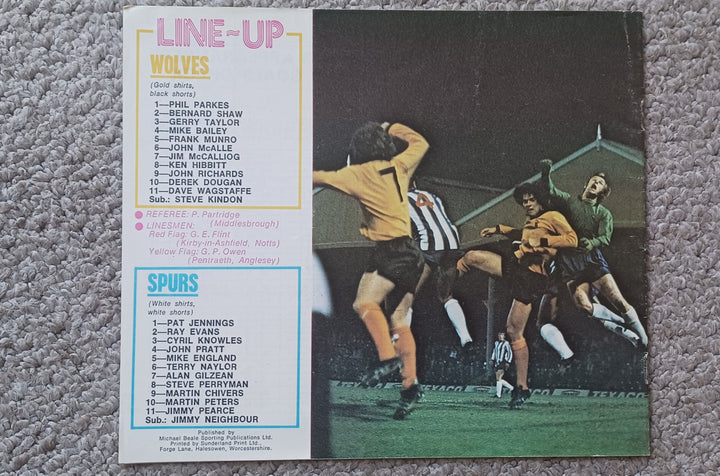 LINE~UP
WOLVES
(Gold shirts,
black shorts)
1—PHIL PARKES
2—BERNARD SHAW
3—GERRY TAYLOR
4—MIKE BAILEY
5—FRANK MUNRO
6—JOHN McALLE
7—JIM McCALLIOG
8—KEN HIBBITT
9—JOHN RICHARDS
10—DEREK DOUGAN
11—DAVE WAGSTAFFE
Sub.: STEVE KINDON
● REFEREE: P. Partridge
(Middlesbrough)
● LINESMEN:
Red Flag: G. E. Flint
(Kirby-in-Ashfield, Notts)
Yellow Flag: G. P. Owen
(Peniraeth, Anglesey)
SPURS
(White shirts,
white shorts)
1—PAT JENNINGS
2—RAY EVANS
3—CYRIL KNOWLES
4—JOHN PRATT
5—MIKE ENGLAND
6—TERRY NAYLOR
7—ALAN GILZEAN
8—STEVE PERRYMAN
9—MARTIN CHIVERS
10—MARTIN PETERS
11—JIMMY PEARCE
Sub.: JIMMY NEIGHBOUR
Published by
Michael Beale Sporting Publications Ltd.
Printed by Sunderland Print Ltd.,
Forge Lane, Halesowen, Worcestershire.
7
4
TEXACO
TEXACO